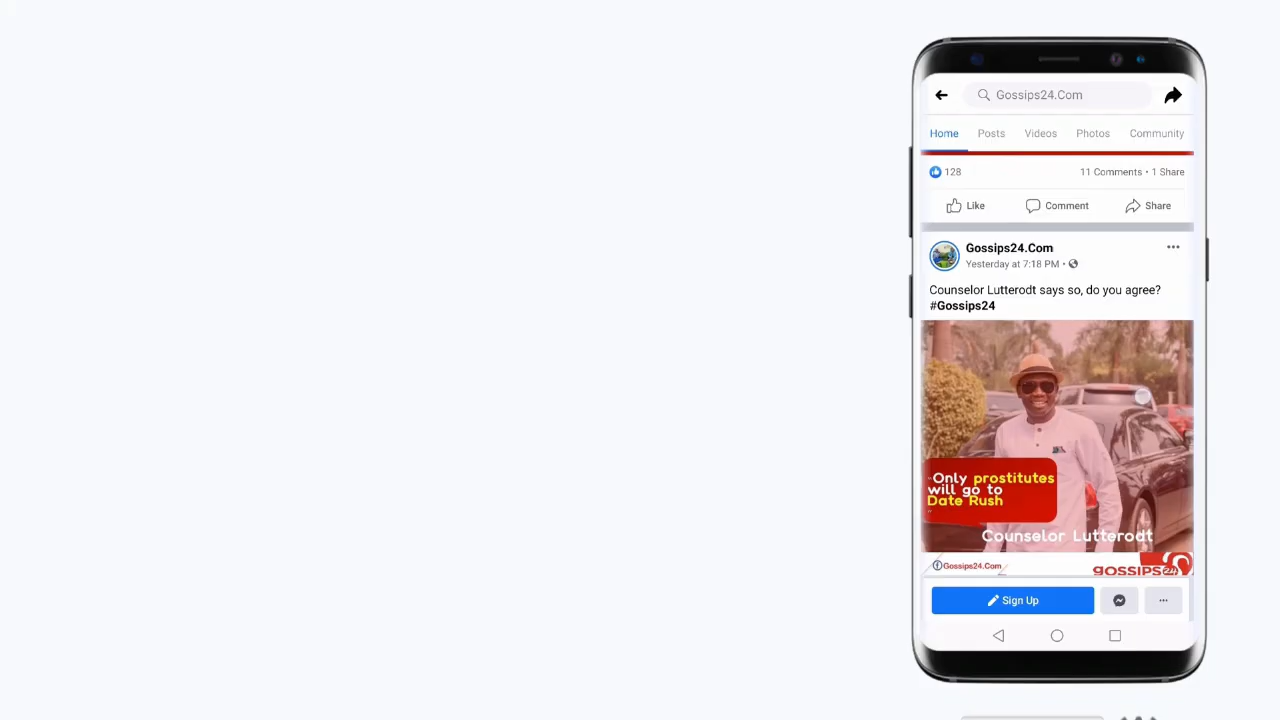 Gossips24.Com
Home Posts Videos Photos Community
128 11 Comments • 1 Share
Like Comment Share
Gossips24.Com
Yesterday at 7:18 PM •
Counselor Lutterodt says so, do you agree?
#Gossips24
"Only prostitutes
will go to
Date Rush
"
Counselor Lutterodt
Gossips24.Com gossips24
Sign Up